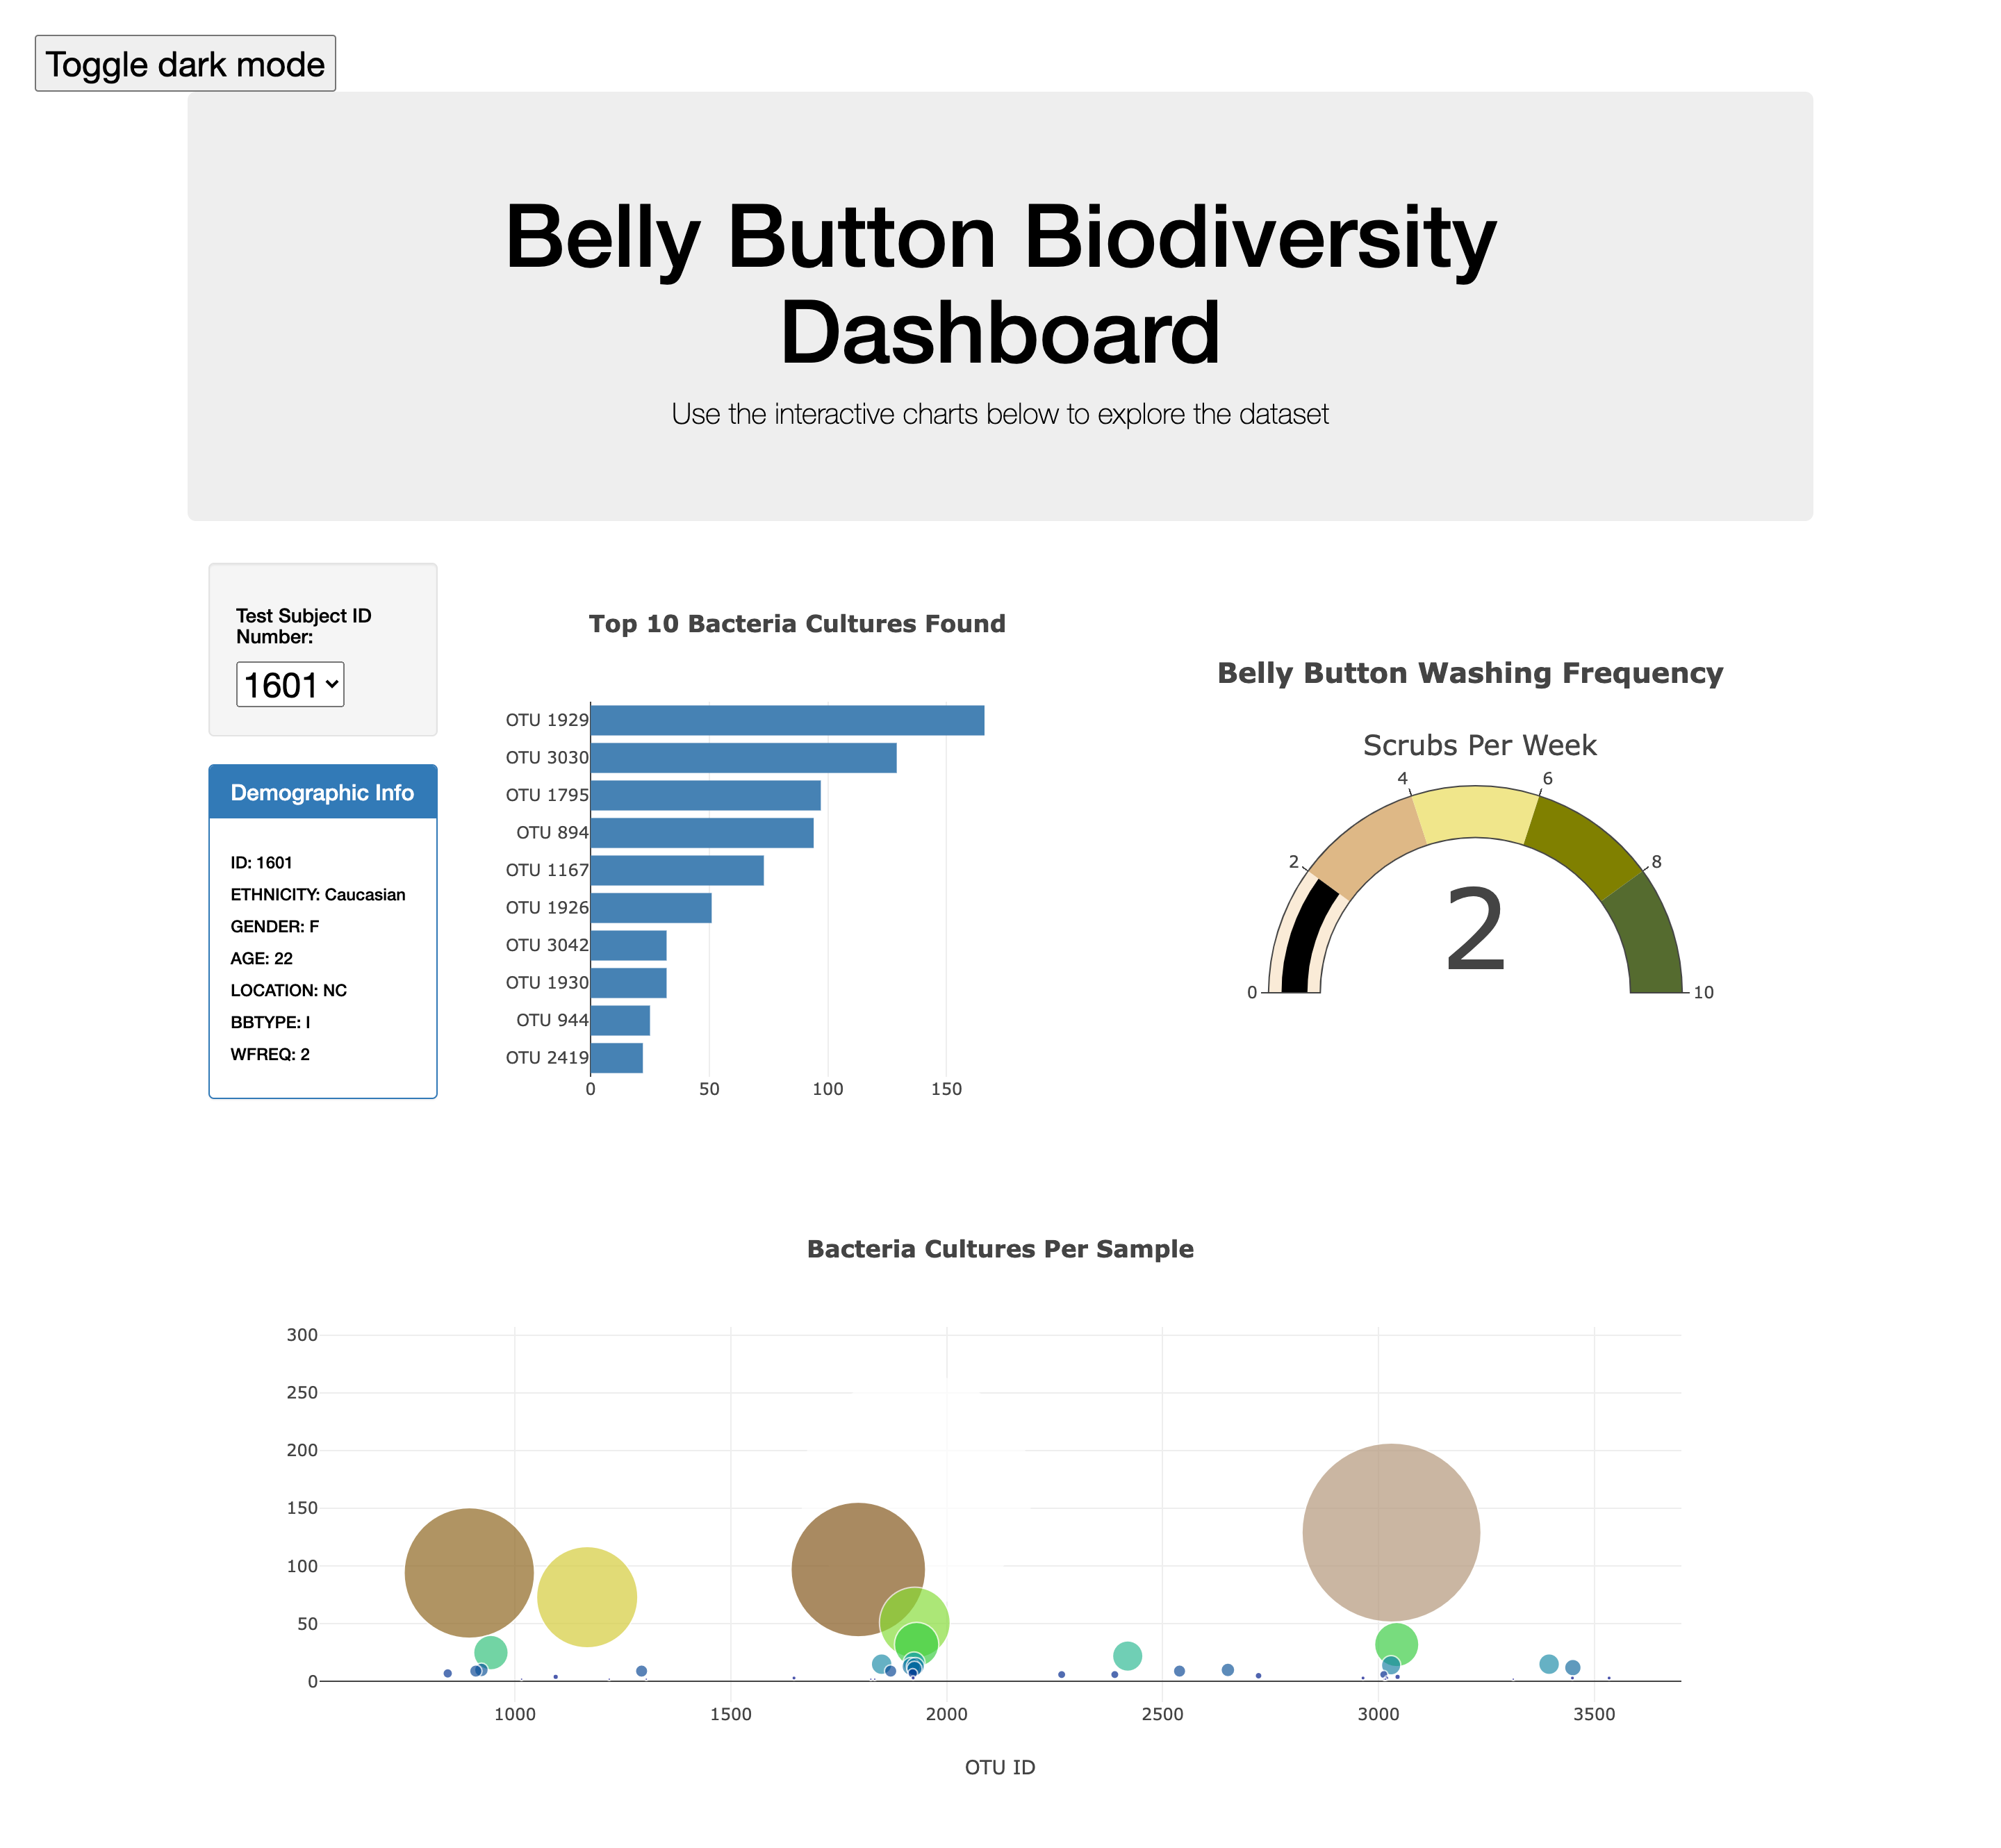 Toggle dark mode
Belly Button Biodiversity
Dashboard
Use the interactive charts below to explore the dataset
Test Subject ID
Number:
1601
Demographic Info
ID: 1601
ETHNICITY: Caucasian
GENDER: F
AGE: 22
LOCATION: NC
BBTYPE: I
WFREQ: 2
Top 10 Bacteria Cultures Found
OTU 1929
OTU 3030
OTU 1795
OTU 894
OTU 1167
OTU 1926
OTU 3042
OTU 1930
OTU 944
OTU 2419
0 50 100 150
Belly Button Washing Frequency
Scrubs Per Week
0 2 4 6 8 10
2
Bacteria Cultures Per Sample
300
250
200
150
100
50
0
1000 1500 2000 2500 3000 3500
OTU ID